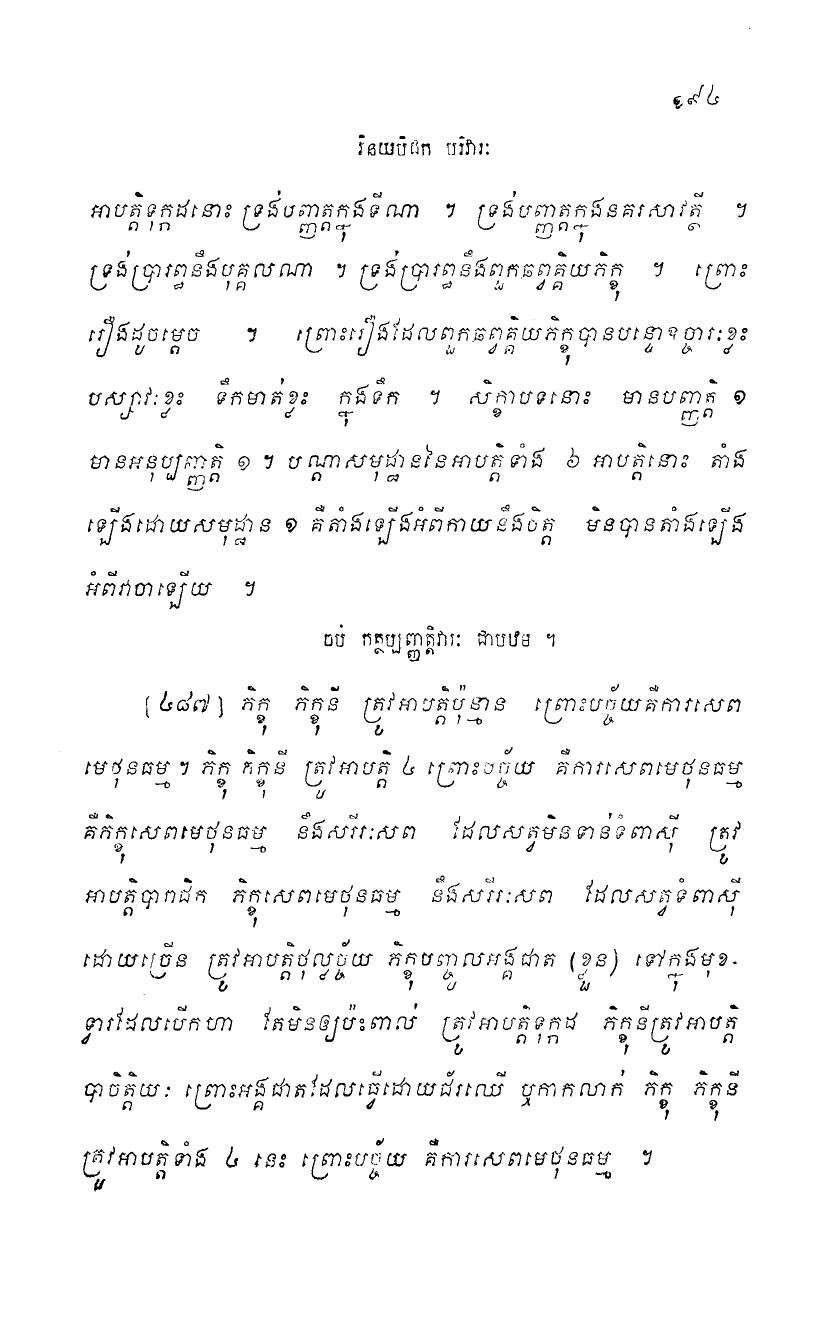 ១៩៤
វិនយបិដក បរិវារៈ
អាបត្តិទុក្កដនោះ ទ្រង់បញ្ញត្តក្នុងទីណា ។ ទ្រង់បញ្ញត្តក្នុងនគរសាវត្ថី ។
ទ្រង់ប្រារព្ធនឹងបុគ្គលណា ។ ទ្រង់ប្រារព្ធនឹងពួកឆព្វគ្គិយភិក្ខុ ។ ព្រោះ
រឿងដូចម្តេច ។ ព្រោះរឿងដែលពួកឆព្វគ្គិយភិក្ខុបានបន្ទោឧច្ចារៈខ្លះ
បស្សាវៈខ្លះ ទឹកមាត់ខ្លះ ក្នុងទឹក ។ សិក្ខាបទនោះ មានបញ្ញត្តិ ១
មានអនុប្បញ្ញត្តិ ១ ។ បណ្តាសមុដ្ឋាននៃអាបត្តិទាំង ៦ អាបត្តិនោះ តាំង
ឡើងដោយសមុដ្ឋាន ១ គឺតាំងឡើងអំពីកាយនឹងចិត្ត មិនបានតាំងឡើង
អំពីវាចាឡើយ ។
ចប់ កត្ថប្បញ្ញត្តិវារៈ ជាបឋម ។
[៤៨៧] ភិក្ខុ ភិក្ខុនី ត្រូវអាបត្តិប៉ុន្មាន ព្រោះបច្ច័យគឺការសេព
មេថុនធម្ម ។ ភិក្ខុ ភិក្ខុនី ត្រូវអាបត្តិ ៤ ព្រោះបច្ច័យ គឺការសេពមេថុនធម្ម
គឺភិក្ខុសេពមេថុនធម្ម នឹងសរីរៈសព ដែលសត្វមិនទាន់ទំពាស៊ី ត្រូវ
អាបត្តិបារាជិក ភិក្ខុសេពមេថុនធម្ម នឹងសរីរៈសព ដែលសត្វទំពាស៊ី
ដោយច្រើន ត្រូវអាបត្តិថុល្លច្ច័យ ភិក្ខុបញ្ចូលអង្គជាត (ខ្លួន) ទៅក្នុងមុខ-
ទ្វារដែលបើកហា តែមិនឲ្យប៉ះពាល់ ត្រូវអាបត្តិទុក្កដ ភិក្ខុនីត្រូវអាបត្តិ
បាចិត្តិយៈ ព្រោះអង្គជាតដែលធ្វើដោយជ័រឈើ ឬកាកលាក់ ភិក្ខុ ភិក្ខុនី
ត្រូវអាបត្តិទាំង ៤ នេះ ព្រោះបច្ច័យ គឺការសេពមេថុនធម្ម ។